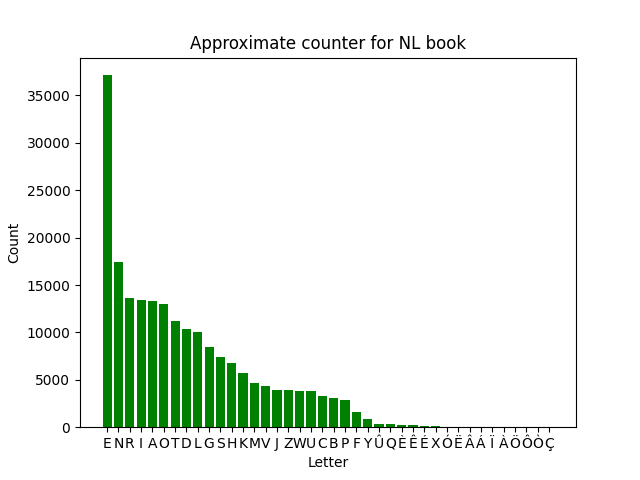 Approximate counter for NL book
35000
30000
25000
20000
15000
10000
5000
0
Count
E N R I A O T D L G S H K M V J Z W U C B P F Y Û Q È Ê É X Ó Ë Â Á Ï À Ö Ô Ò Ç
Letter